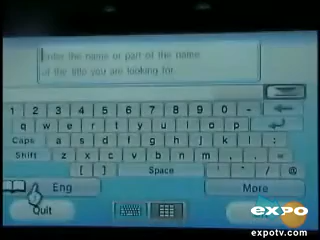 Enter the name or part of the name
of the title you are looking for.
1 2 3 4 5 6 7 8 9 0 -
q w e r t y u i o p
Caps a s d f g h j k l :
Shift z x c v b n m , . /
[ ] Space
Eng More
Quit
expo
expotv.com